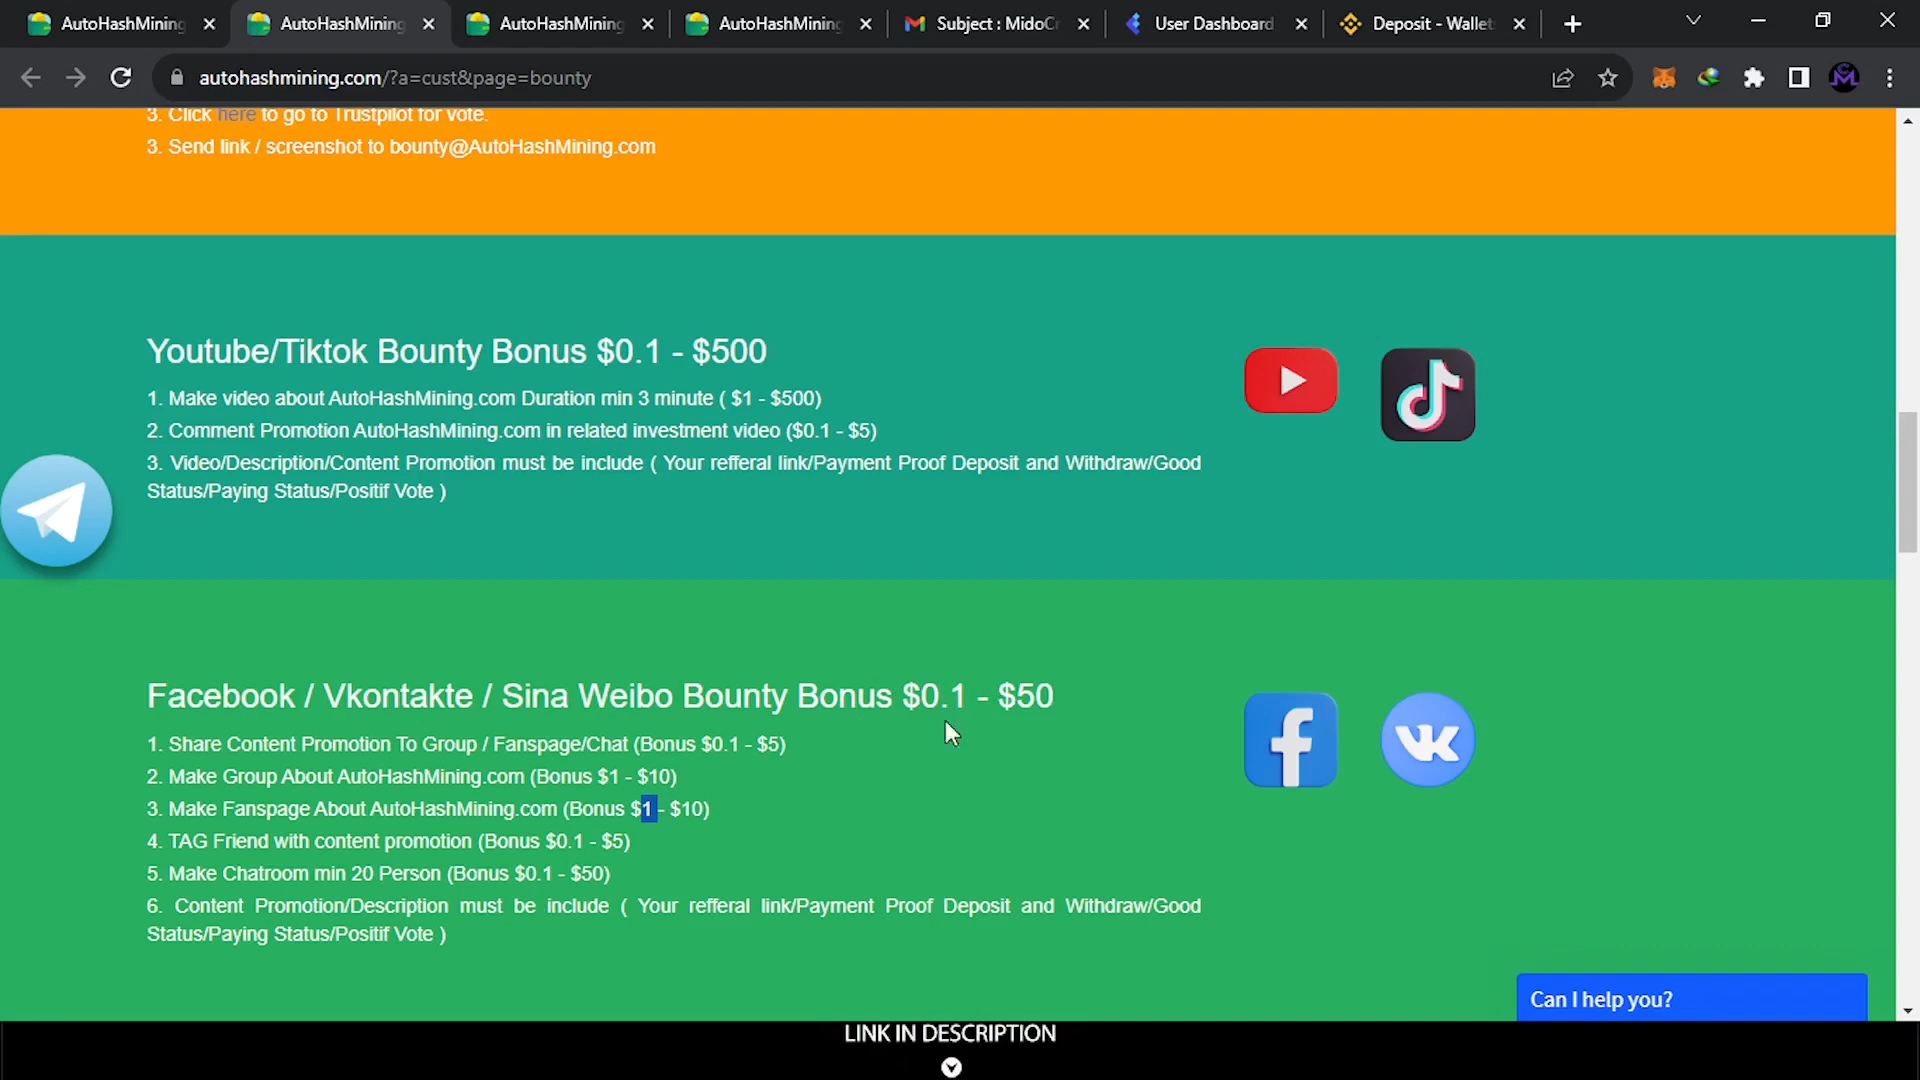 AutoHashMining
AutoHashMining
AutoHashMining
AutoHashMining
Subject : MidoCr
User Dashboard
Deposit - Wallet
autohashmining.com/?a=cust&page=bounty
3. Click here to go to Trustpilot for vote.
3. Send link / screenshot to bounty@AutoHashMining.com
Youtube/Tiktok Bounty Bonus $0.1 - $500
1. Make video about AutoHashMining.com Duration min 3 minute ( $1 - $500)
2. Comment Promotion AutoHashMining.com in related investment video ($0.1 - $5)
3. Video/Description/Content Promotion must be include ( Your refferal link/Payment Proof Deposit and Withdraw/Good
Status/Paying Status/Positif Vote )
Facebook / Vkontakte / Sina Weibo Bounty Bonus $0.1 - $50
1. Share Content Promotion To Group / Fanspage/Chat (Bonus $0.1 - $5)
2. Make Group About AutoHashMining.com (Bonus $1 - $10)
3. Make Fanspage About AutoHashMining.com (Bonus $1 - $10)
4. TAG Friend with content promotion (Bonus $0.1 - $5)
5. Make Chatroom min 20 Person (Bonus $0.1 - $50)
6. Content Promotion/Description must be include ( Your refferal link/Payment Proof Deposit and Withdraw/Good
Status/Paying Status/Positif Vote )
Can I help you?
LINK IN DESCRIPTION